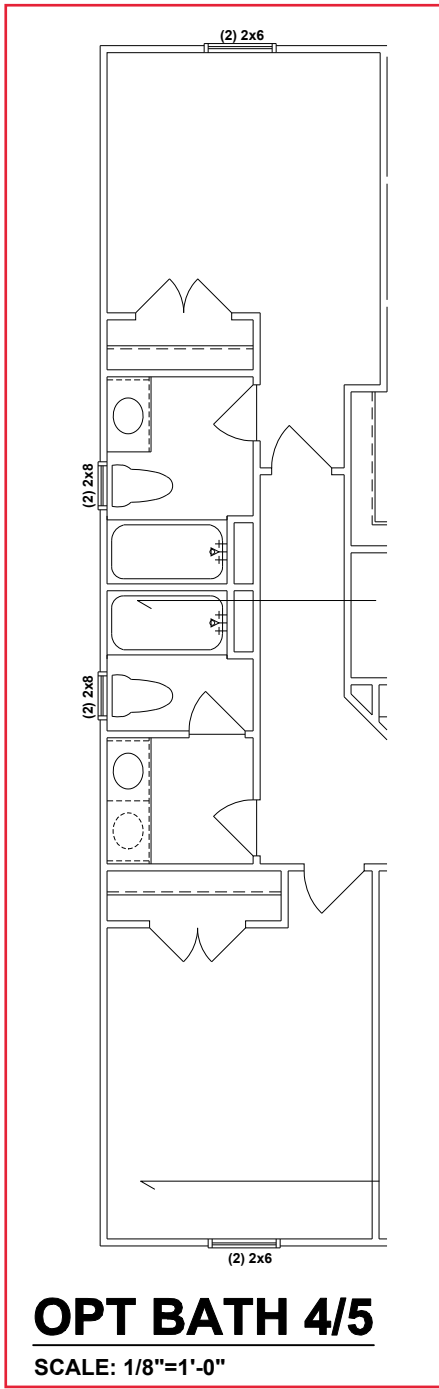 (2) 2x6
(2) 2x8
(2) 2x8
(2) 2x6
OPT BATH 4/5
SCALE: 1/8"=1'-0"